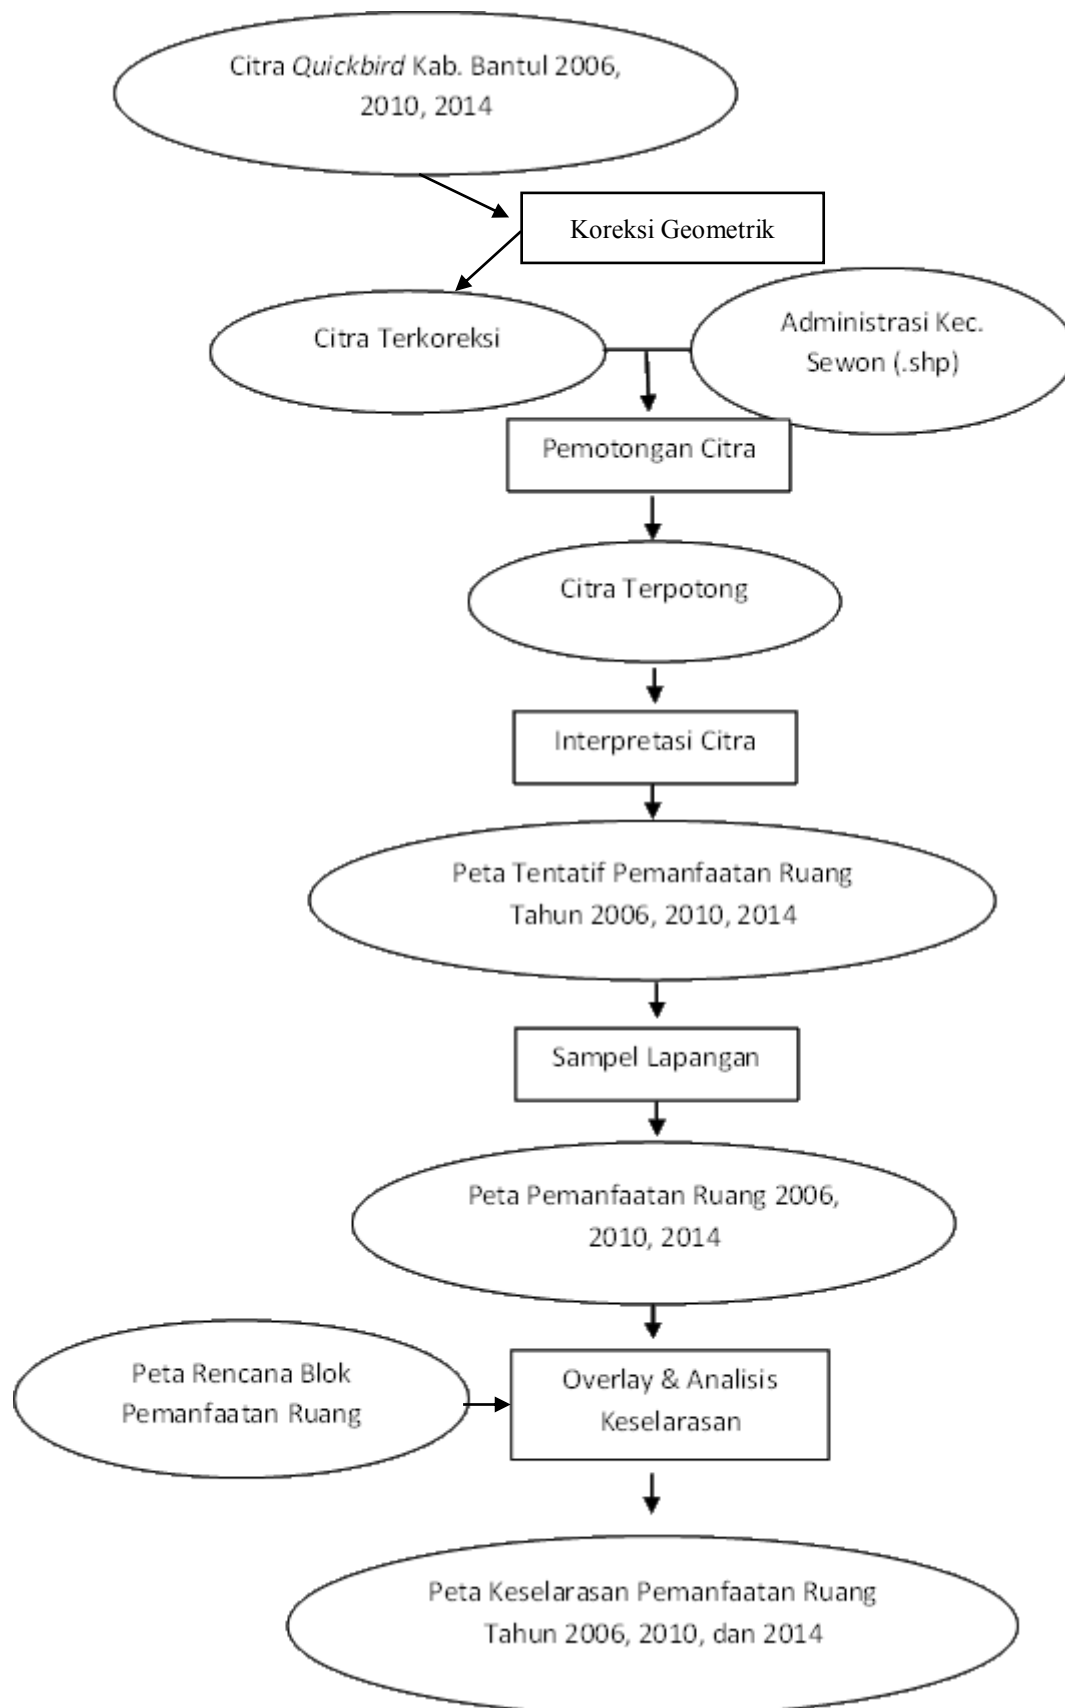 Citra Quickbird Kab. Bantul 2006,
2010, 2014
Koreksi Geometrik
Citra Terkoreksi
Administrasi Kec.
Sewon (.shp)
Pemotongan Citra
Citra Terpotong
Interpretasi Citra
Peta Tentatif Pemanfaatan Ruang
Tahun 2006, 2010, 2014
Sampel Lapangan
Peta Pemanfaatan Ruang 2006,
2010, 2014
Peta Rencana Blok
Pemanfaatan Ruang
Overlay & Analisis
Keselarasan
Peta Keselarasan Pemanfaatan Ruang
Tahun 2006, 2010, dan 2014